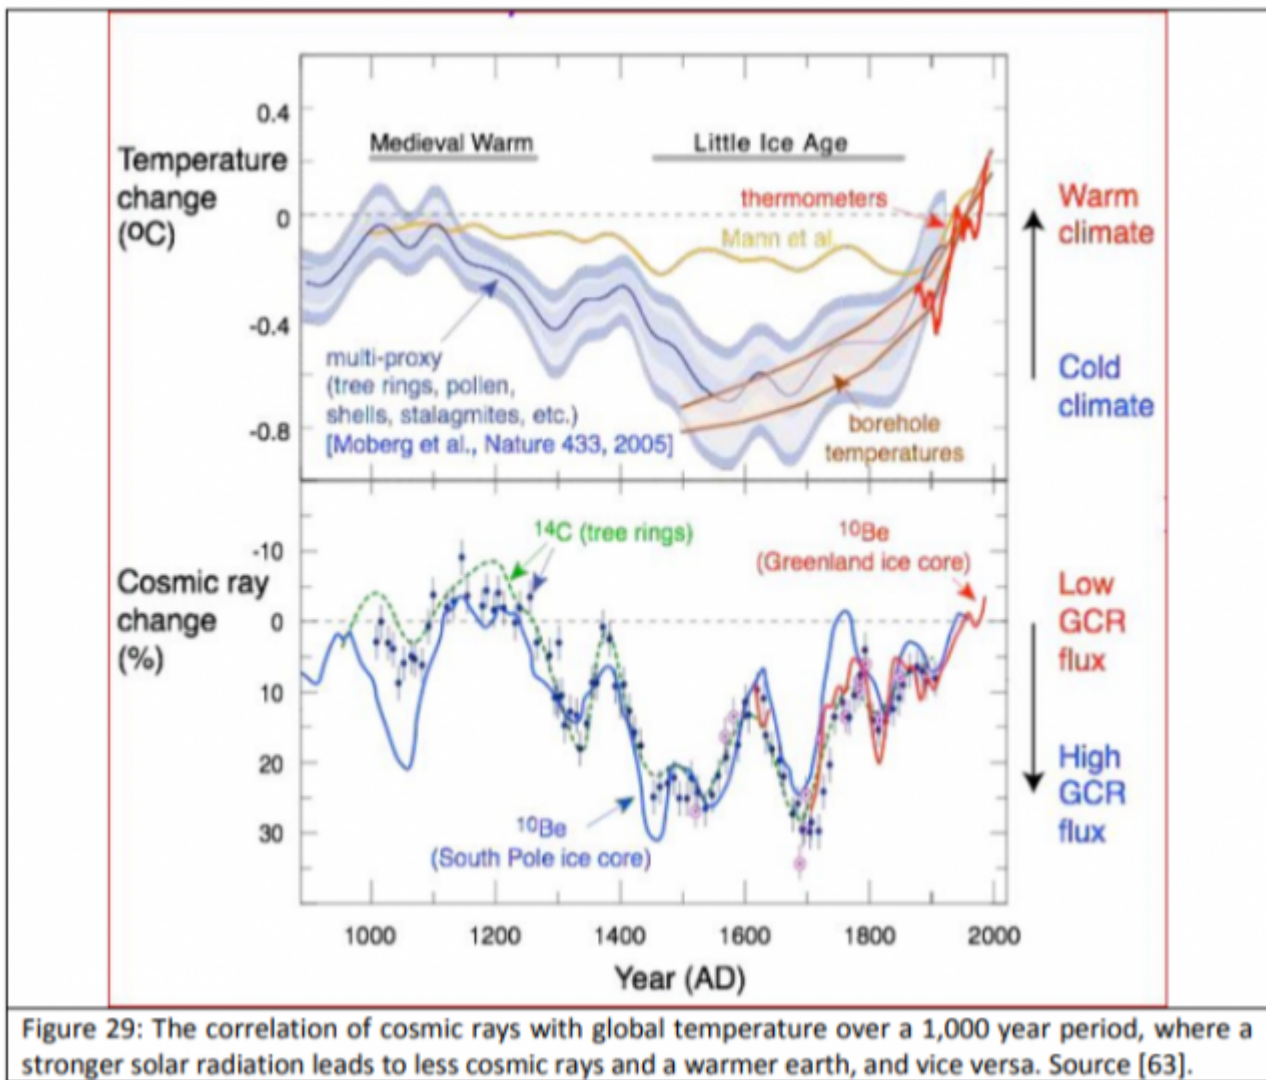 0.4
Medieval Warm
Little Ice Age
Temperature
change
(ºC)
thermometers
Warm
climate
0
Mann et al
-0.4
multi-proxy
(tree rings, pollen,
shells, stalagmites, etc.)
[Moberg et al., Nature 433, 2005]
Cold
climate
-0.8
borehole
temperatures
¹⁴C (tree rings)
¹⁰Be
(Greenland ice core)
-10
Cosmic ray
change
(%)
Low
GCR
flux
0
10
20
High
GCR
flux
¹⁰Be
(South Pole ice core)
30
1000 1200 1400 1600 1800 2000
Year (AD)
Figure 29: The correlation of cosmic rays with global temperature over a 1,000 year period, where a
stronger solar radiation leads to less cosmic rays and a warmer earth, and vice versa. Source [63].